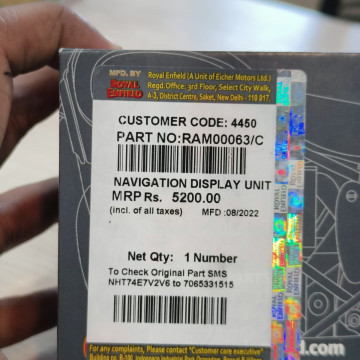 MFD. BY
ROYAL ENFIELD
Royal Enfield (A Unit of Eicher Motors Ltd.)
Regd.Office: 3rd Floor, Select City Walk,
A-3, District Centre, Saket, New Delhi - 110 017.
CUSTOMER CODE: 4450
PART NO:RAM00063/C
NAVIGATION DISPLAY UNIT
MRP Rs. 5200.00
(incl. of all taxes) MFD :08/2022
Net Qty: 1 Number
To Check Original Part SMS
NHT74E7V2V6 to 7065331515
d.com
For any complaints, Please contact "Customer care executive"